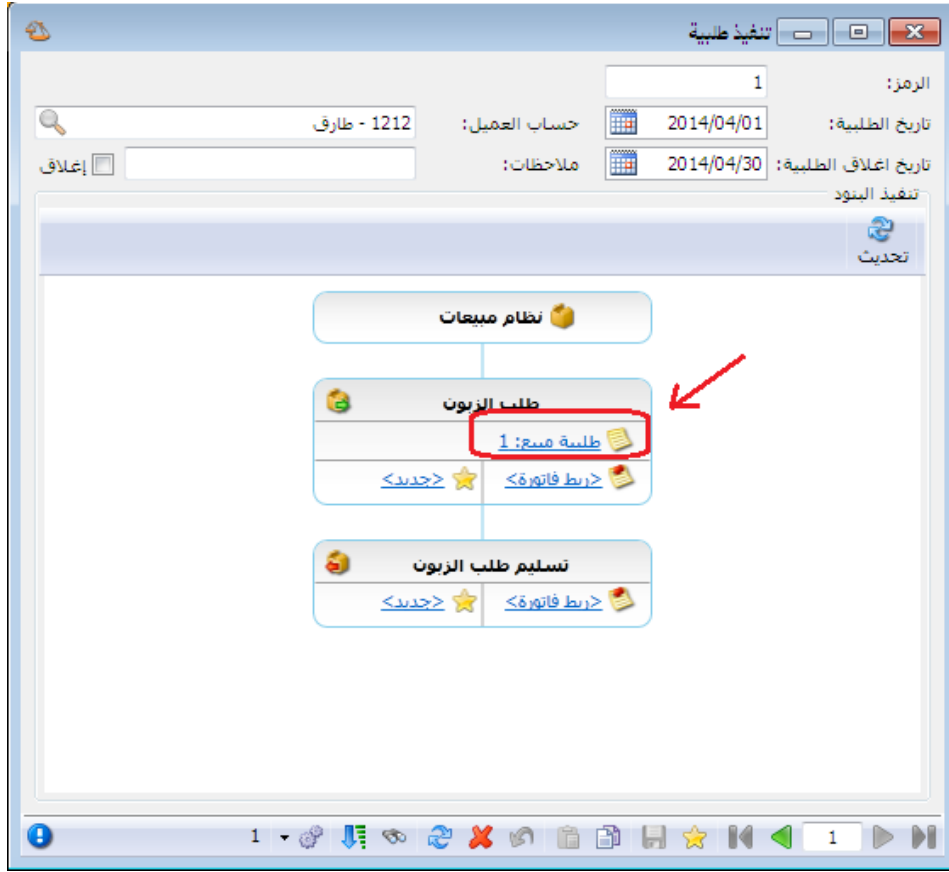 تنفيذ طلبية
الرمز: 1
تاريخ الطلبية: 2014/04/01 حساب العميل: 1212 - طارق
تاريخ اغلاق الطلبية: 2014/04/30 ملاحظات: إغلاق
تنفيذ البنود
تحديث
نظام مبيعات
طلب الزبون
طلبية مبيع: 1
<ربط فاتورة> <جديد>
تسليم طلب الزبون
<ربط فاتورة> <جديد>
1 1